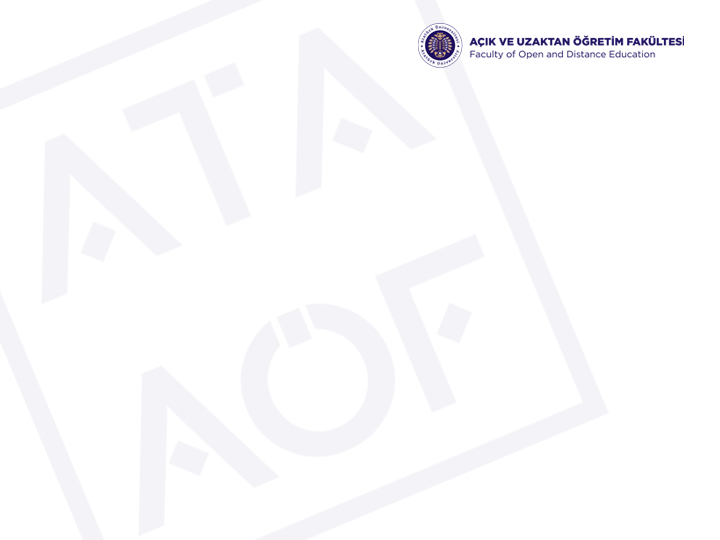 AÇIK VE UZAKTAN ÖĞRETİM FAKÜLTESİ
Faculty of Open and Distance Education
ATA
AÖF